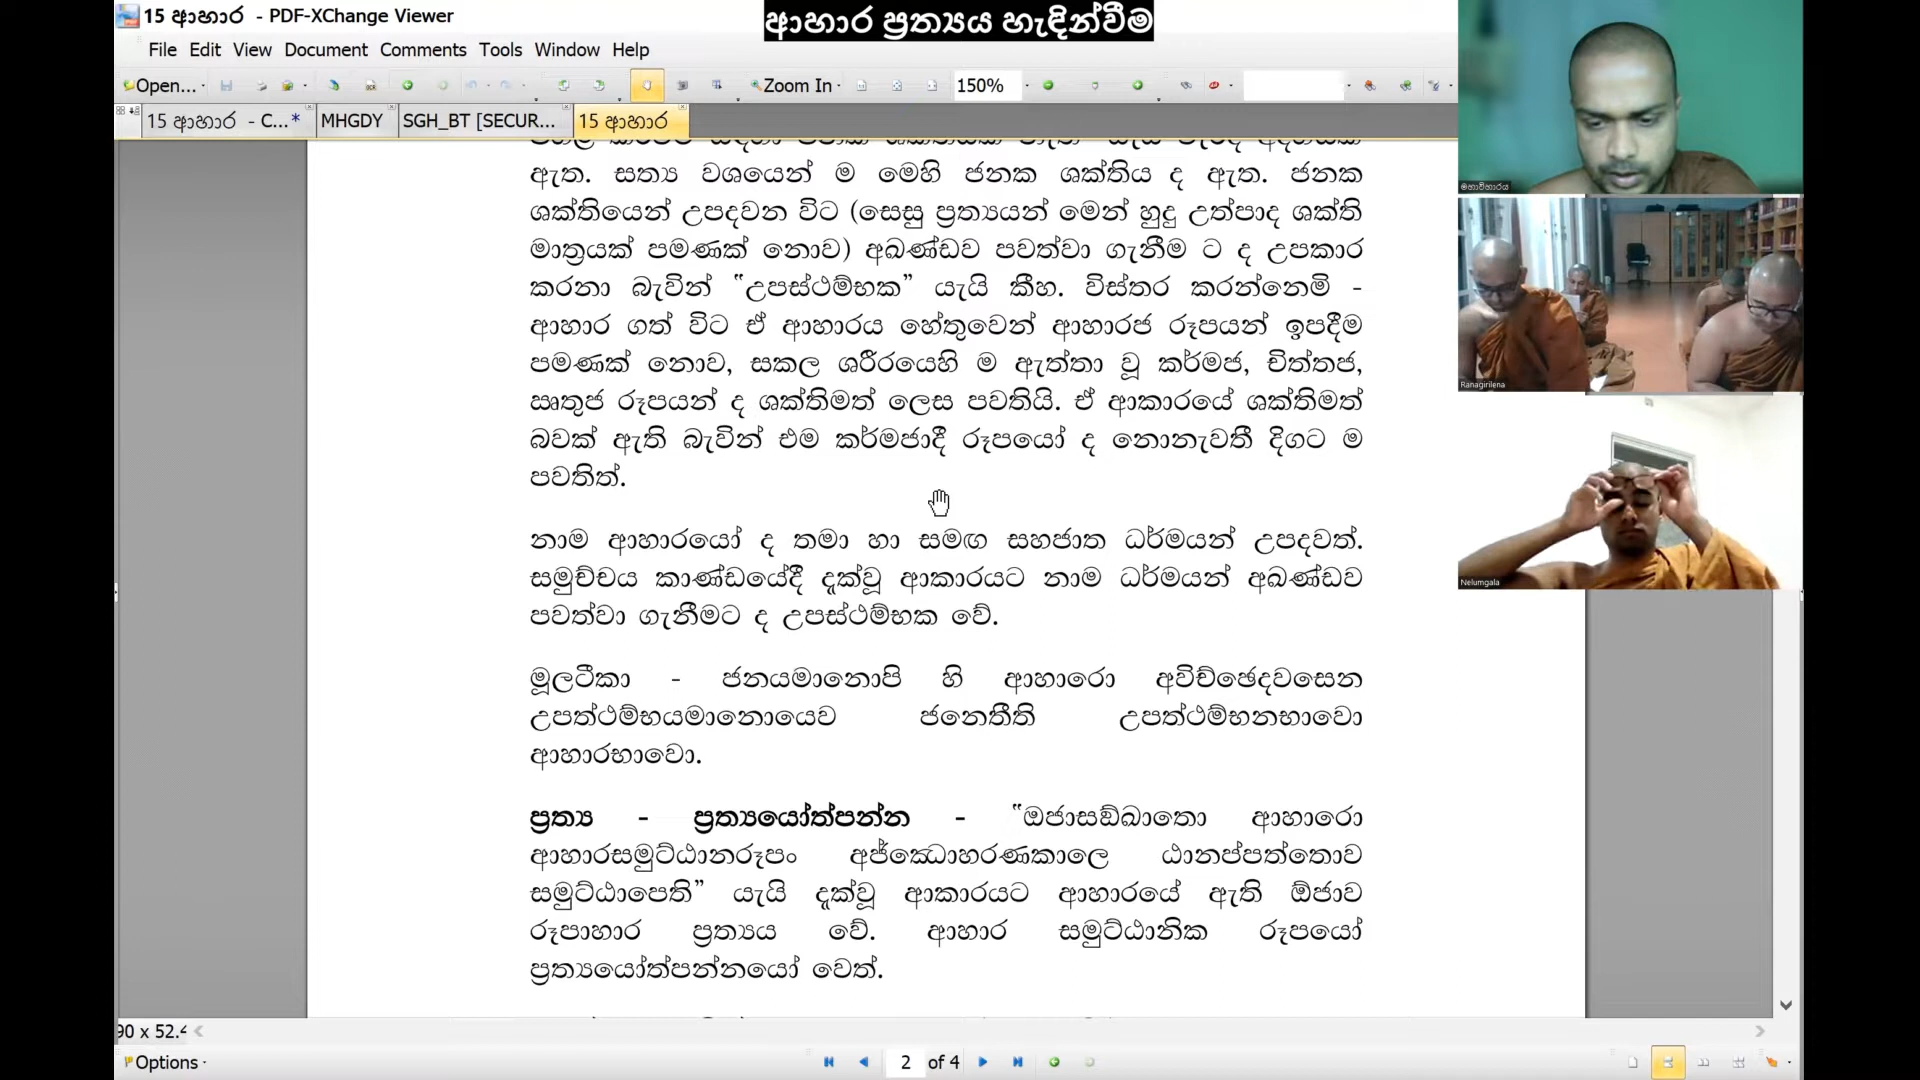 15 ආහාර - PDF-XChange Viewer
ආහාර ප්‍රත්‍යය හැඳින්වීම
File Edit View Document Comments Tools Window Help
Open... Zoom In 150%
15 ආහාර - C...* MHGDY SGH_BT [SECUR... 15 ආහාර
ඇත. සත්‍ය වශයෙන් ම මෙහි ජනක ශක්තිය ද ඇත. ජනක
ශක්තියෙන් උපදවන විට (සෙසු ප්‍රත්‍යයන් මෙන් හුදු උත්පාද ශක්ති
මාත්‍රයක් පමණක් නොව) අඛණ්ඩව පවත්වා ගැනීම ට ද උපකාර
කරනා බැවින් “උපස්ථම්භක” යැයි කීහ. විස්තර කරන්නෙමි -
ආහාර ගත් විට ඒ ආහාරය හේතුවෙන් ආහාරජ රූපයන් ඉපදීම
පමණක් නොව, සකල ශරීරයෙහි ම ඇත්තා වූ කර්මජ, චිත්තජ,
ඍතුජ රූපයන් ද ශක්තිමත් ලෙස පවතියි. ඒ ආකාරයේ ශක්තිමත්
බවක් ඇති බැවින් එම කර්මජාදී රූපයෝ ද නොනැවතී දිගට ම
පවතිත්.
නාම ආහාරයෝ ද තමා හා සමඟ සහජාත ධර්මයන් උපදවත්.
සමුච්චය කාණ්ඩයේදී දැක්වූ ආකාරයට නාම ධර්මයන් අඛණ්ඩව
පවත්වා ගැනීමට ද උපස්ථම්භක වේ.
මූලටීකා - ජනයමානොපි හි ආහාරො අවිච්ඡෙදවසෙන
උපත්ථම්භයමානොයෙව ජනෙතීති උපත්ථම්භනභාවො
ආහාරභාවො.
ප්‍රත්‍ය - ප්‍රත්‍යයෝත්පන්න - “ඔජාසඞ්ඛාතො ආහාරො
ආහාරසමුට්ඨානරූපං අජ්ඣොහරණකාලෙ ඨානප්පත්තොව
සමුට්ඨාපෙති” යැයි දැක්වූ ආකාරයට ආහාරයේ ඇති ඕජාව
රූපාහාර ප්‍රත්‍යය වේ. ආහාර සමුට්ඨානික රූපයෝ
ප්‍රත්‍යයෝත්පන්නයෝ වෙත්.
මහාවිහාරය
Ranagirilena
Nelumgala
90 x 52.4
Options 2 of 4